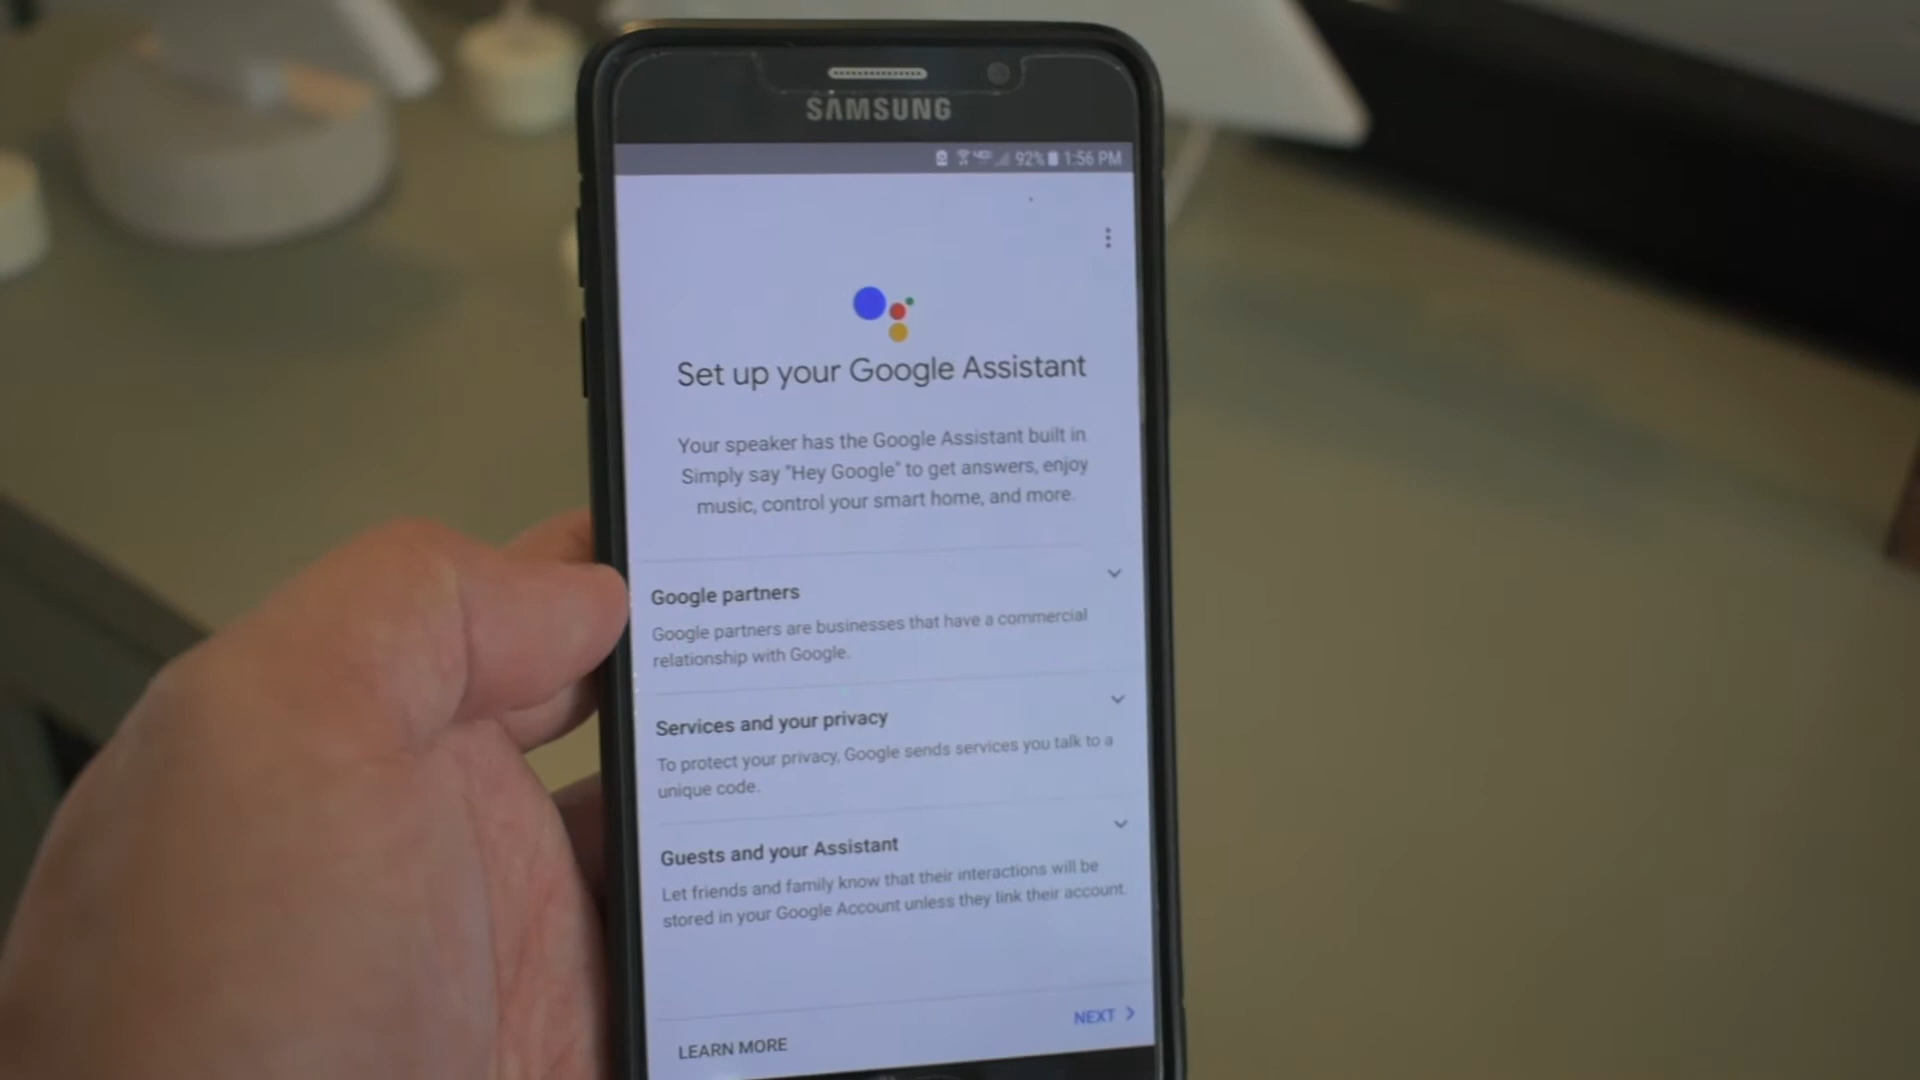 SAMSUNG
92% 1:56 PM
Set up your Google Assistant
Your speaker has the Google Assistant built in
Simply say "Hey Google" to get answers, enjoy
music, control your smart home, and more.
Google partners
Google partners are businesses that have a commercial
relationship with Google.
Services and your privacy
To protect your privacy, Google sends services you talk to a
unique code.
Guests and your Assistant
Let friends and family know that their interactions will be
stored in your Google Account unless they link their account.
NEXT
LEARN MORE